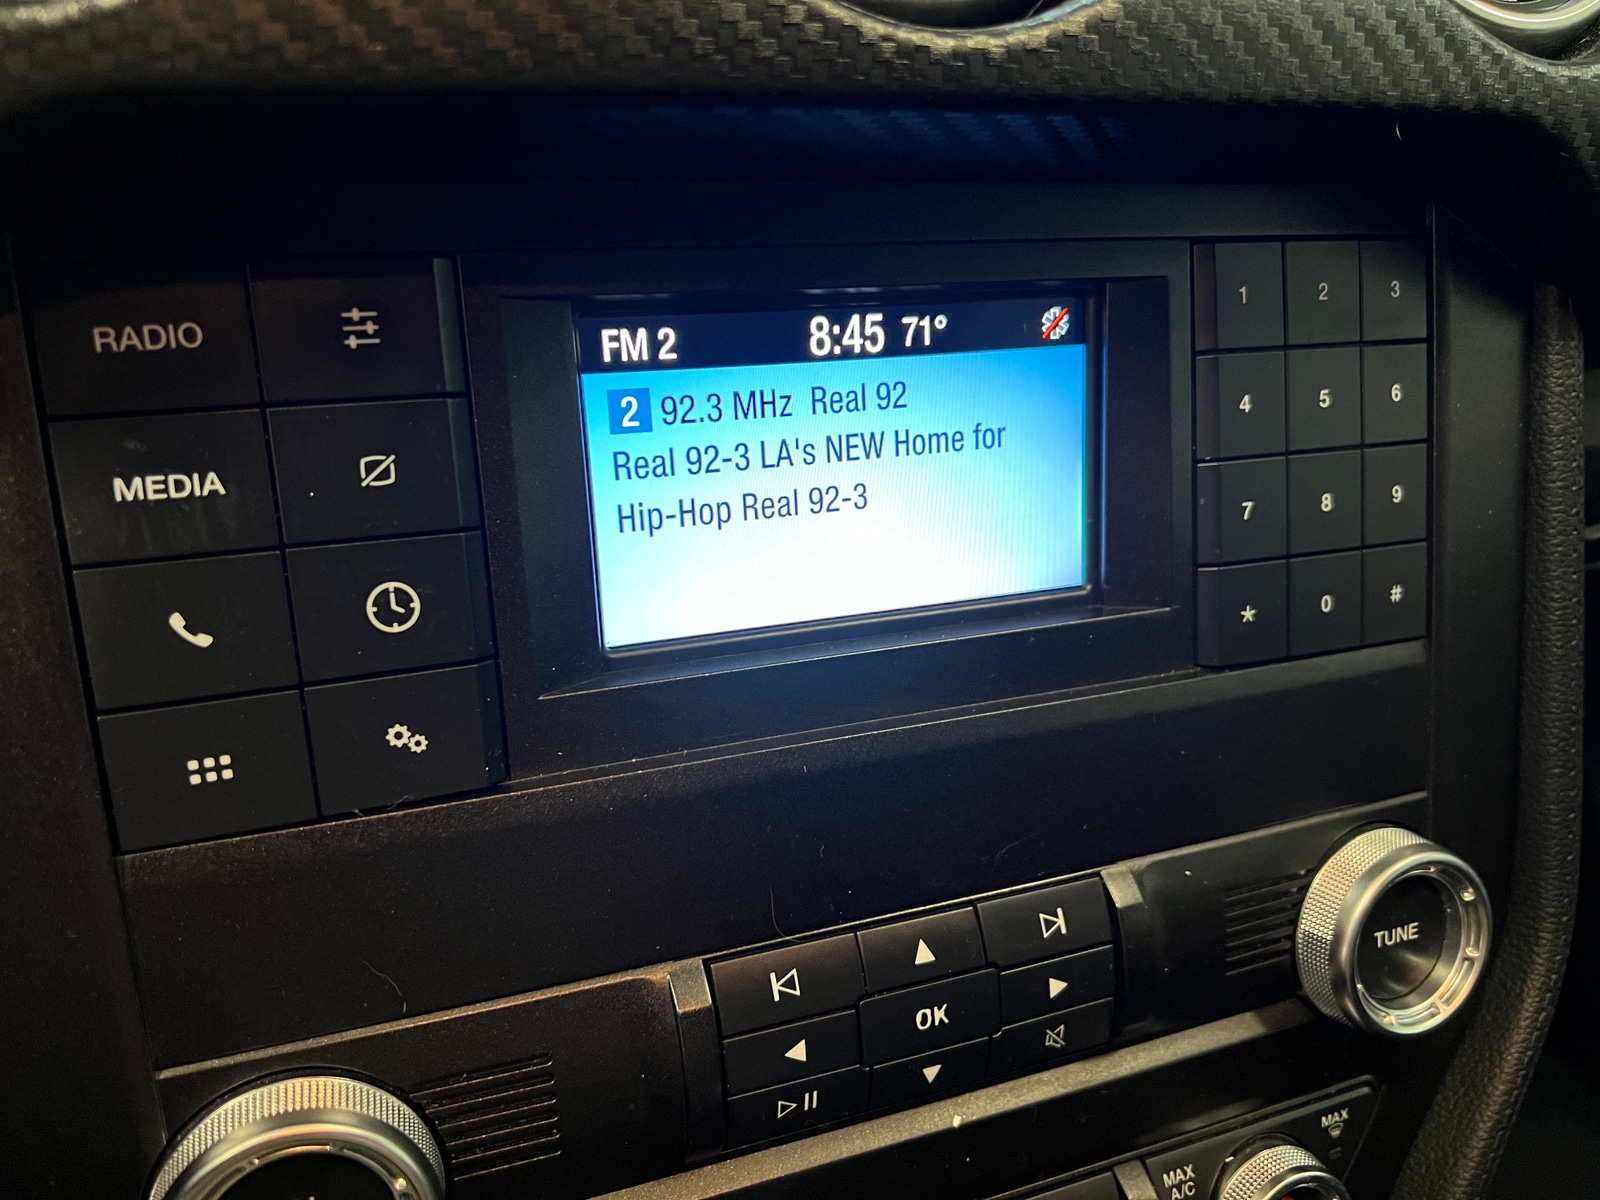 RADIO
MEDIA
FM 2 8:45 71°
2 92.3 MHz Real 92
Real 92-3 LA's NEW Home for
Hip-Hop Real 92-3
1 2 3
4 5 6
7 8 9
* 0 #
OK
TUNE
MAX
MAX
A/C